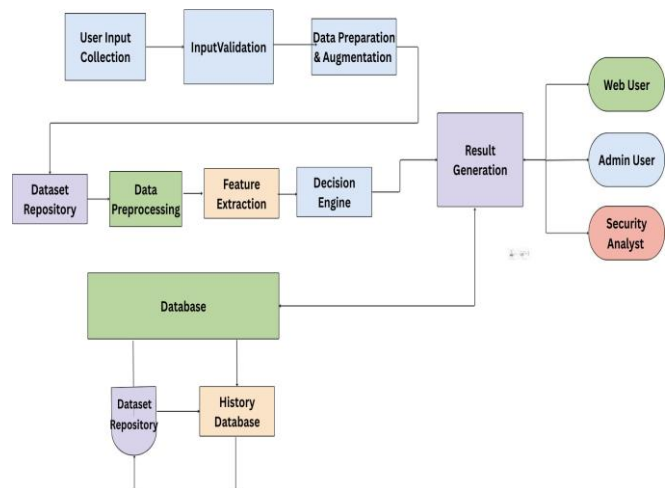 User Input
Collection
InputValidation
Data Preparation
& Augmentation
Web User
Admin User
Security
Analyst
Result
Generation
Dataset
Repository
Data
Preprocessing
Feature
Extraction
Decision
Engine
Database
Dataset
Repository
History
Database